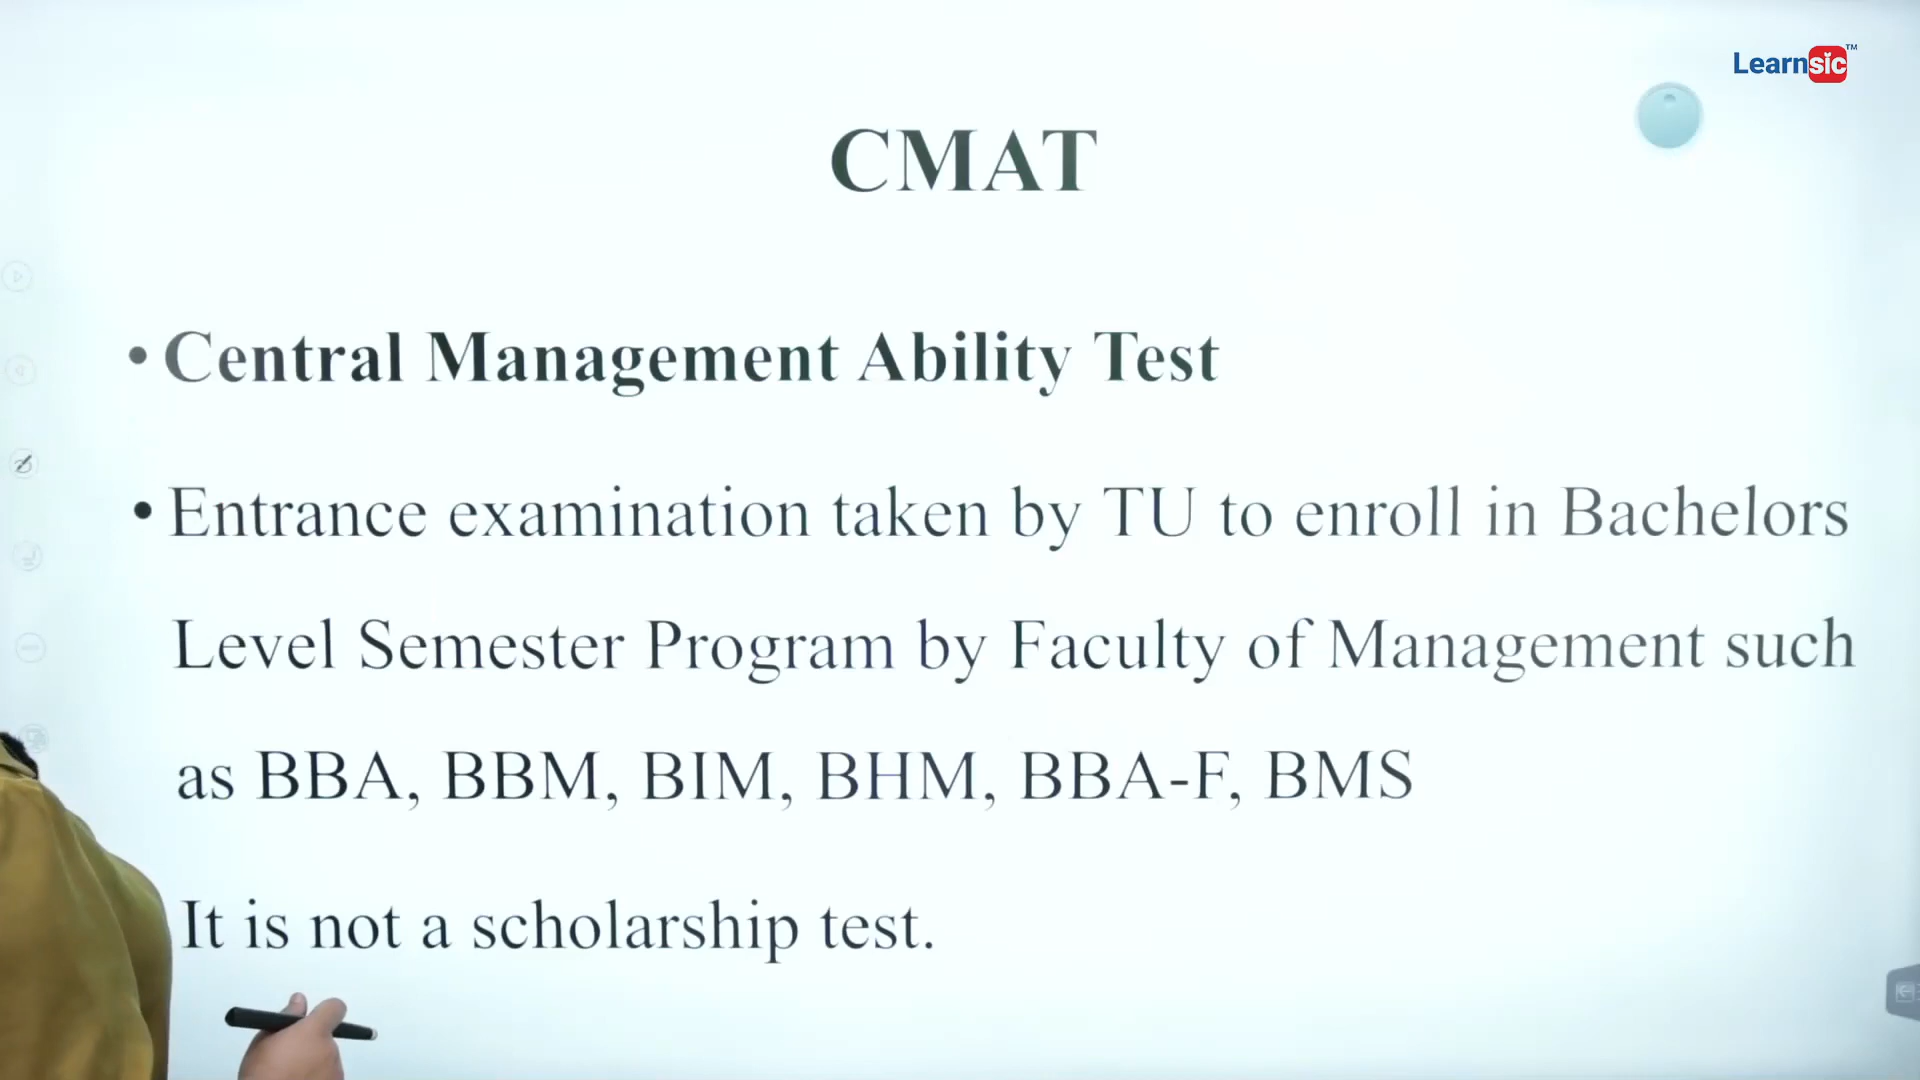 Learnsic™
CMAT
• Central Management Ability Test
• Entrance examination taken by TU to enroll in Bachelors
Level Semester Program by Faculty of Management such
as BBA, BBM, BIM, BHM, BBA-F, BMS
It is not a scholarship test.